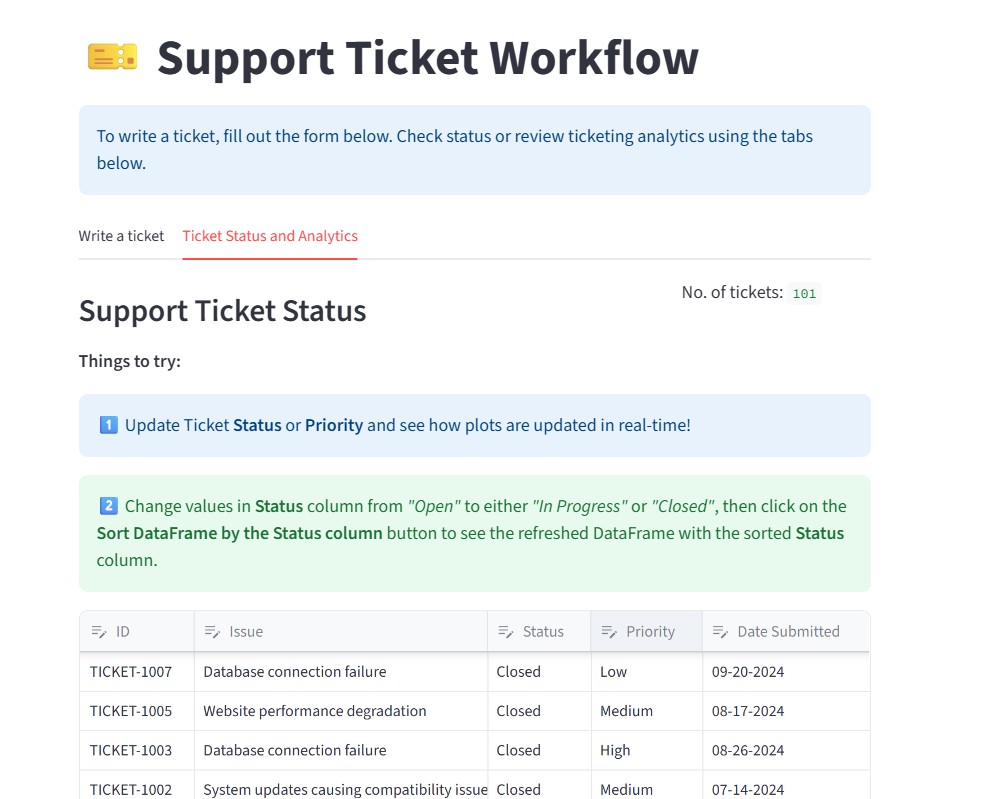 🎫 Support Ticket Workflow
To write a ticket, fill out the form below. Check status or review ticketing analytics using the tabs
below.
Write a ticket Ticket Status and Analytics
No. of tickets: 101
Support Ticket Status
Things to try:
1️⃣ Update Ticket Status or Priority and see how plots are updated in real-time!
2️⃣ Change values in Status column from "Open" to either "In Progress" or "Closed", then click on the
Sort DataFrame by the Status column button to see the refreshed DataFrame with the sorted Status
column.
ID Issue Status Priority Date Submitted
TICKET-1007 Database connection failure Closed Low 09-20-2024
TICKET-1005 Website performance degradation Closed Medium 08-17-2024
TICKET-1003 Database connection failure Closed High 08-26-2024
TICKET-1002 System updates causing compatibility issue Closed Medium 07-14-2024